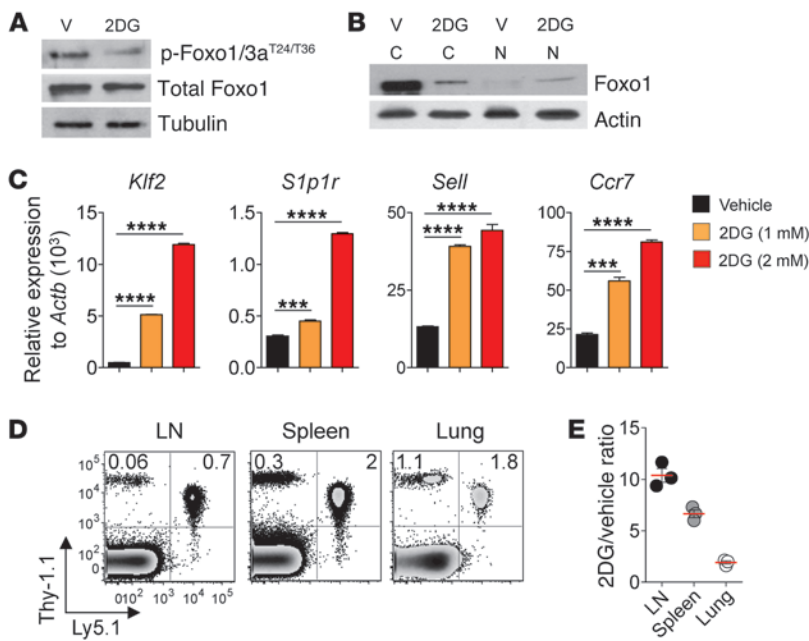 A
V 2DG
p-Foxo1/3a^T24/T36
Total Foxo1
Tubulin
B
V 2DG V 2DG
C C N N
Foxo1
Actin
C
Klf2 S1p1r Sell Ccr7
Relative expression
to Actb (10³)
15
10
5
0
****
****
1.5
1.0
0.5
0.0
****
***
50
25
0
****
****
100
75
50
25
0
****
***
Vehicle
2DG (1 mM)
2DG (2 mM)
D
LN Spleen Lung
0.06 0.7 0.3 2 1.1 1.8
10⁵
10⁴
10³
10²
0
0 10² 10³ 10⁴ 10⁵
Thy-1.1
Ly5.1
E
2DG/vehicle ratio
15
10
5
0
LN Spleen Lung